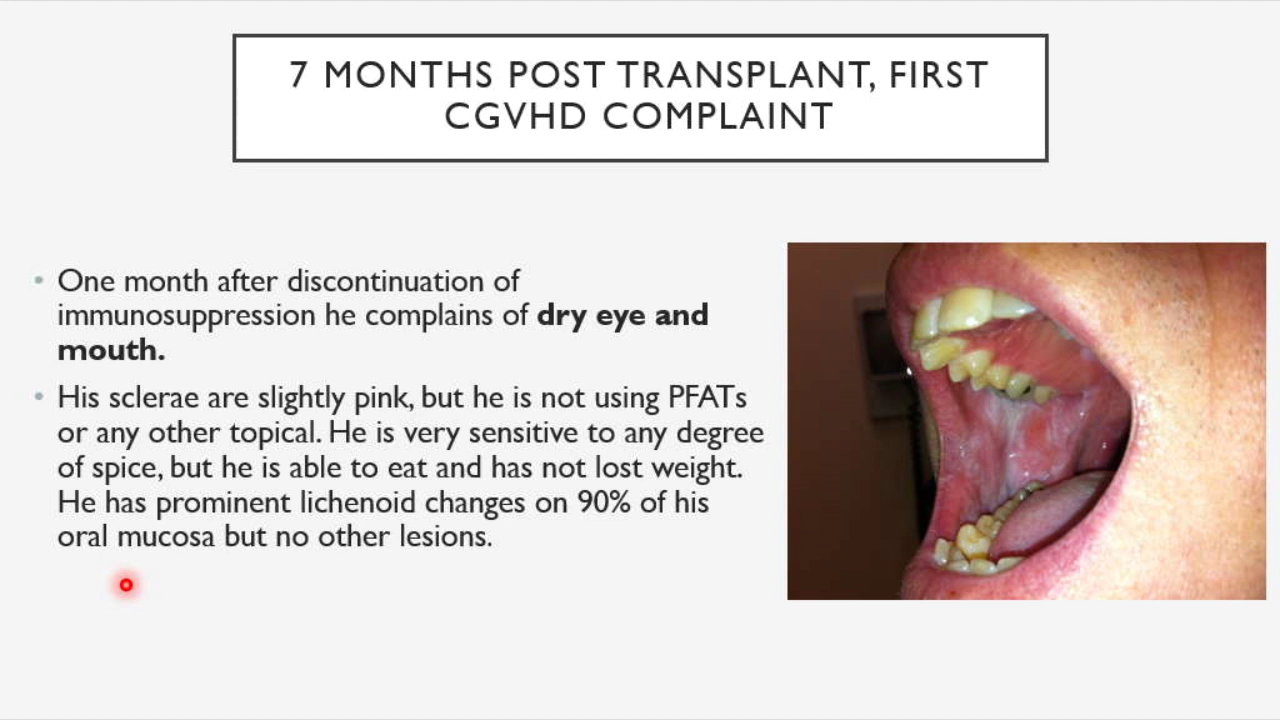 7 MONTHS POST TRANSPLANT, FIRST
CGVHD COMPLAINT
• One month after discontinuation of
immunosuppression he complains of dry eye and
mouth.
• His sclerae are slightly pink, but he is not using PFATs
or any other topical. He is very sensitive to any degree
of spice, but he is able to eat and has not lost weight.
He has prominent lichenoid changes on 90% of his
oral mucosa but no other lesions.